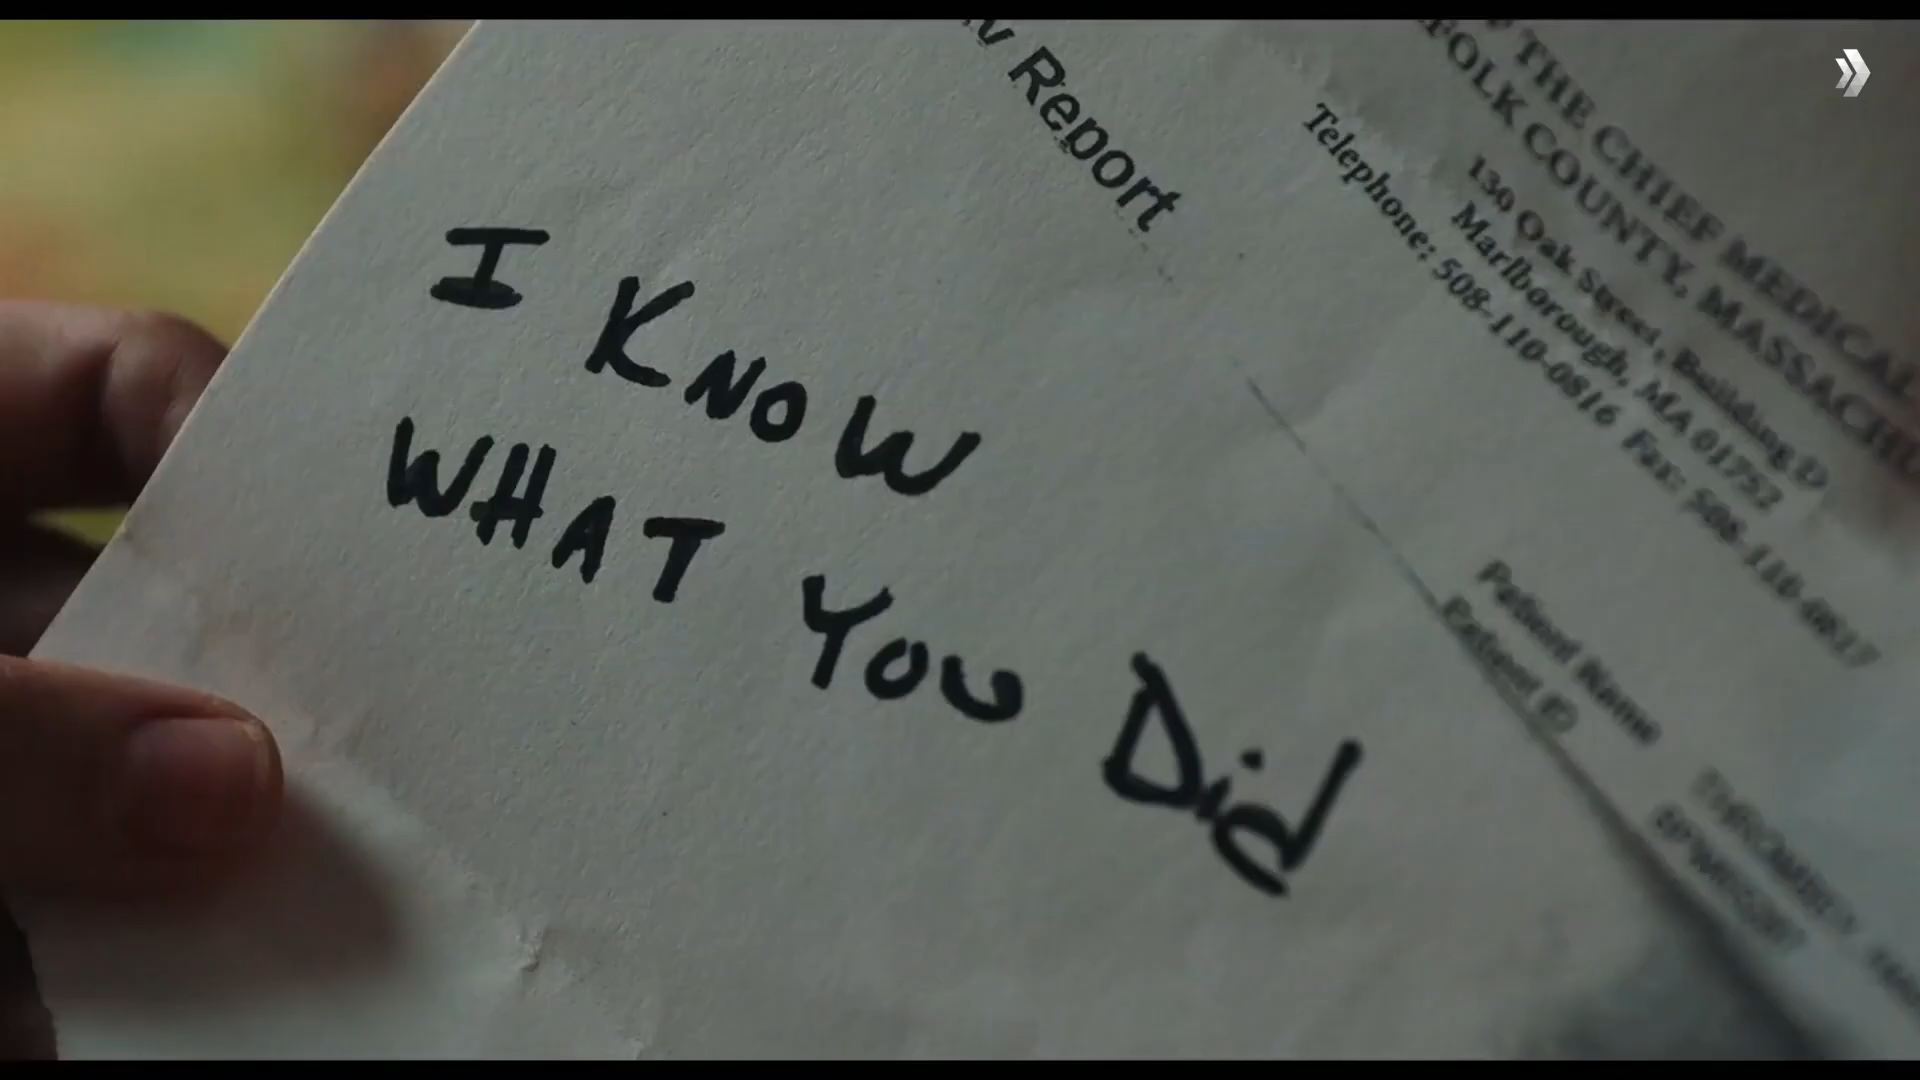 I KNOW
WHAT YOU Did
Report
THE CHIEF MEDICAL
FOLK COUNTY, MASSACHU
130 Oak Street, Building D
Marlborough, MA 01752
Telephone: 508-110-0816 Fax: 508-110-0817
Patient Name
Patient ID